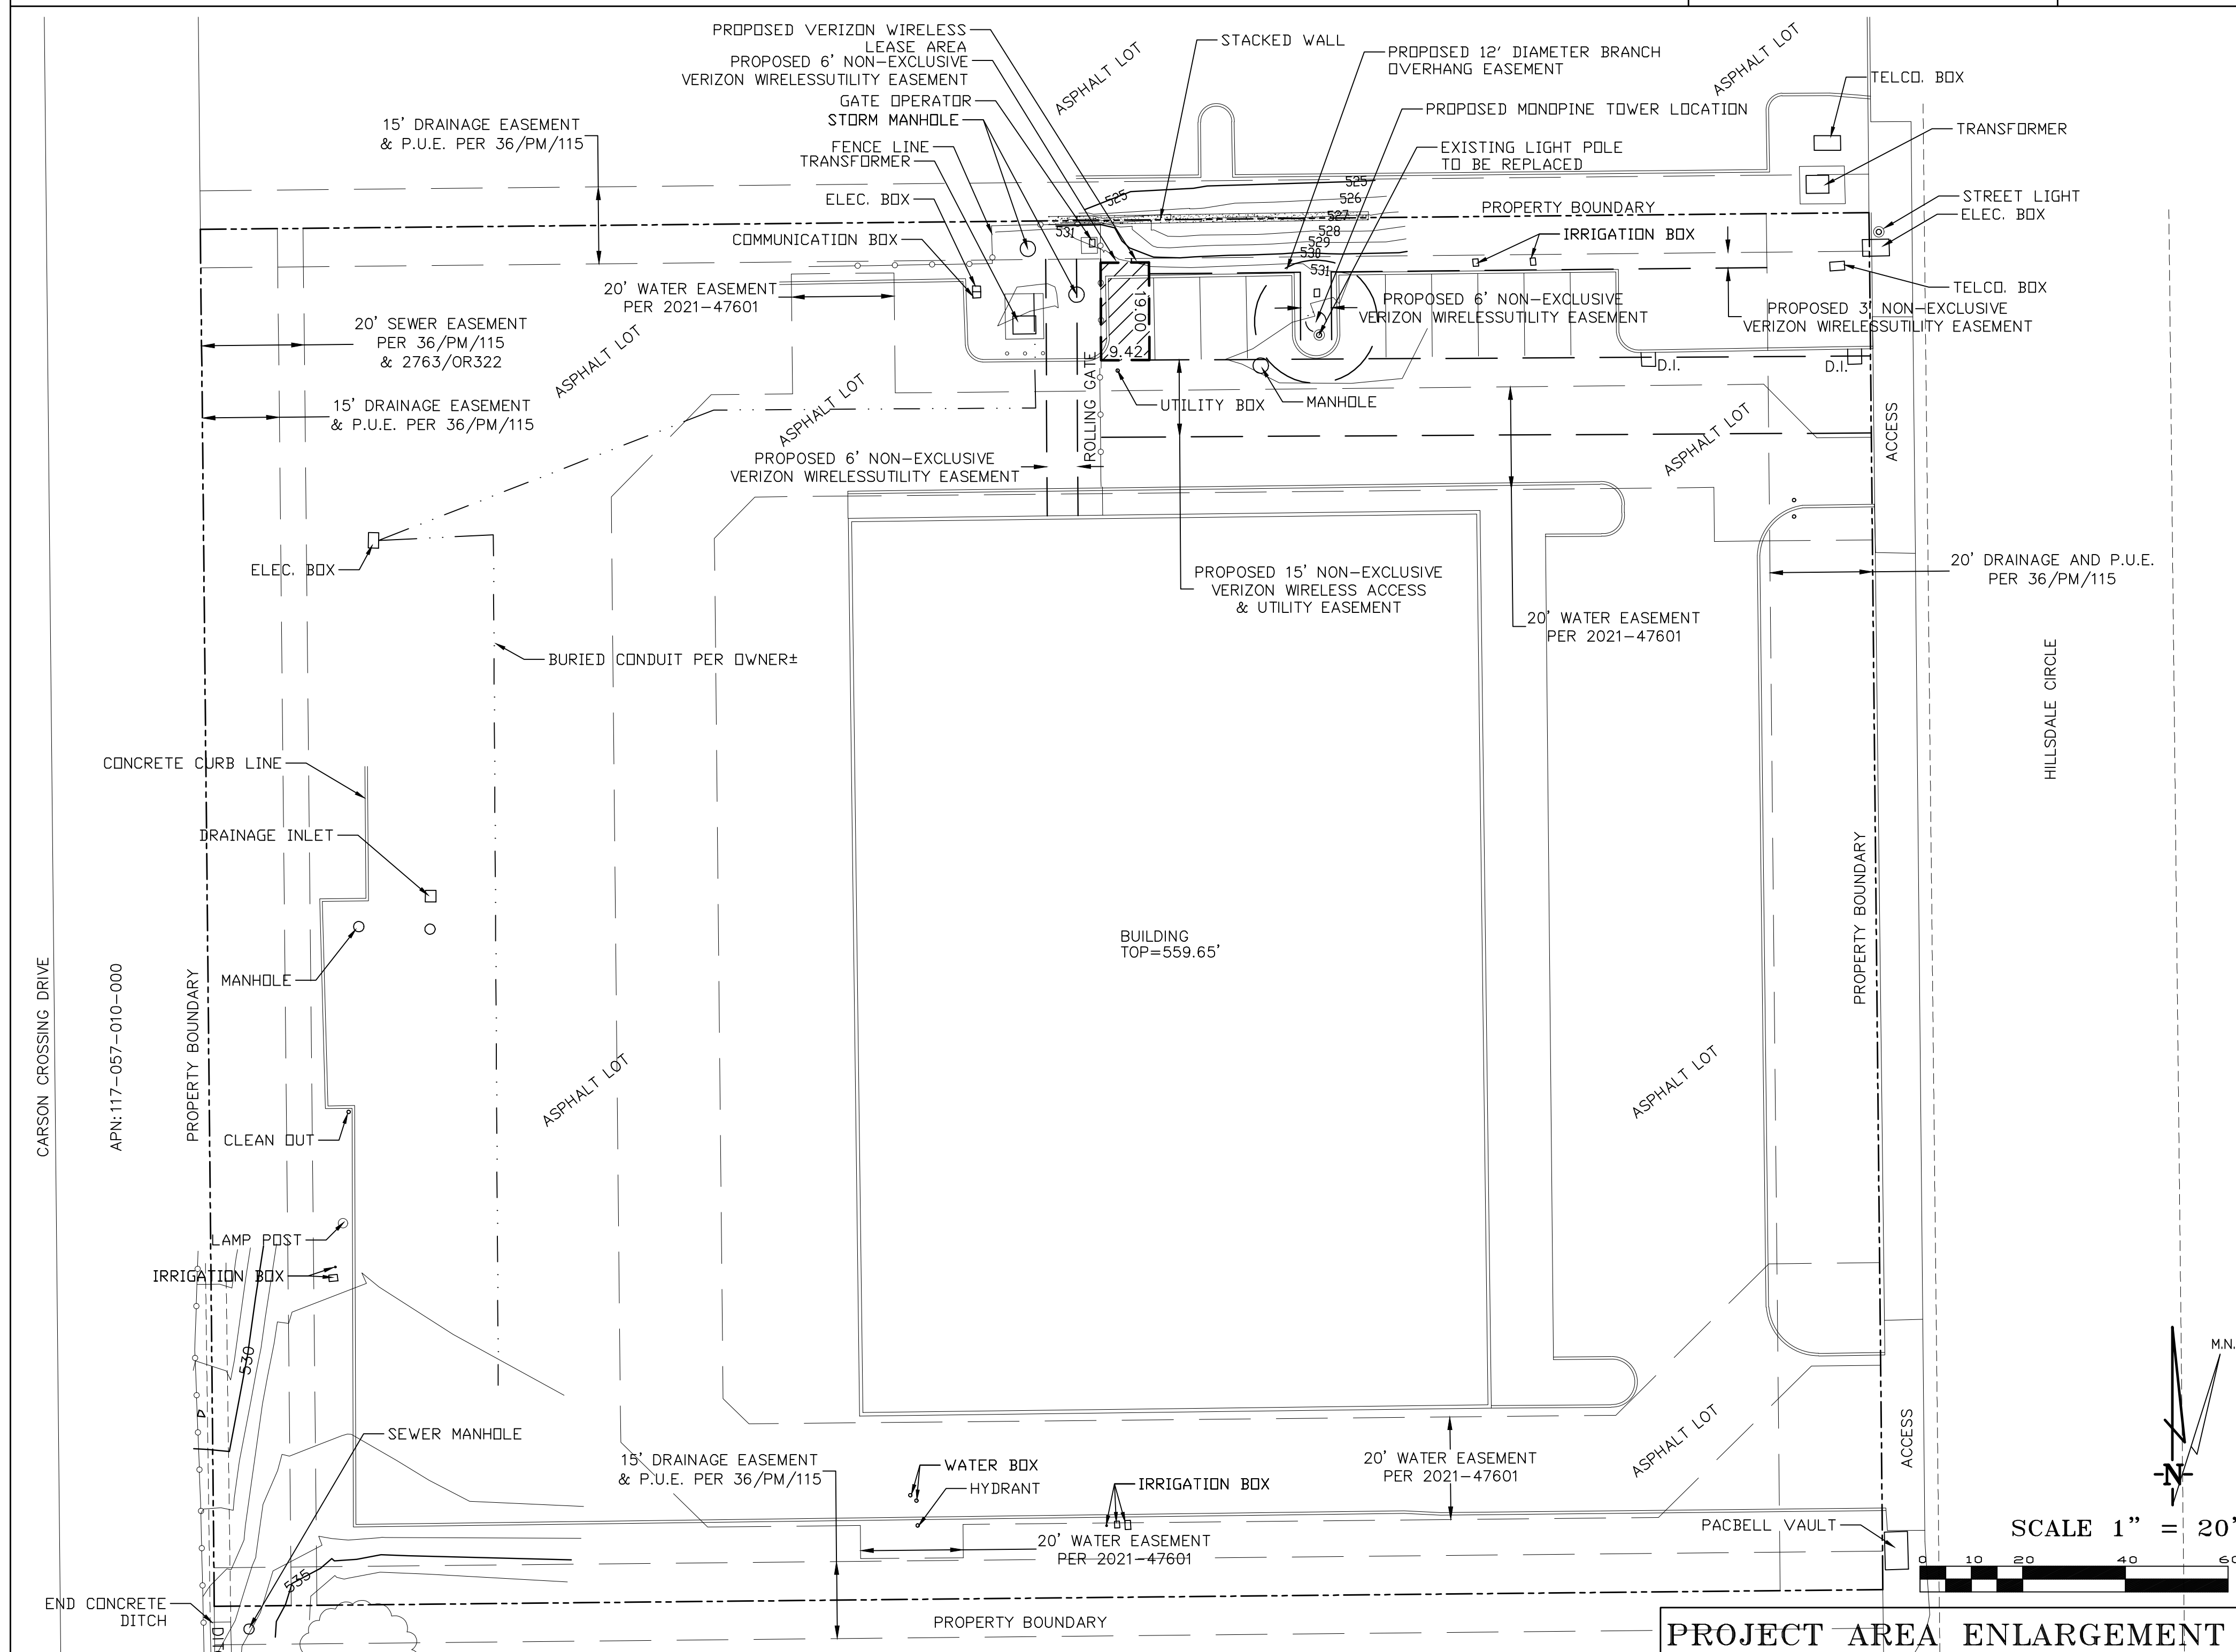 PROPOSED VERIZON WIRELESS
LEASE AREA
PROPOSED 6' NON-EXCLUSIVE
VERIZON WIRELESSUTILITY EASEMENT
GATE OPERATOR
STORM MANHOLE
FENCE LINE
TRANSFORMER
ELEC. BOX
COMMUNICATION BOX
15' DRAINAGE EASEMENT
& P.U.E. PER 36/PM/115
STACKED WALL
ASPHALT LOT
PROPOSED 12' DIAMETER BRANCH
OVERHANG EASEMENT
PROPOSED MONOPINE TOWER LOCATION
EXISTING LIGHT POLE
TO BE REPLACED
ASPHALT LOT
TELCO. BOX
TRANSFORMER
STREET LIGHT
ELEC. BOX
TELCO. BOX
PROPERTY BOUNDARY
IRRIGATION BOX
525
525
526
527
528
529
530
531
531
20' WATER EASEMENT
PER 2021-47601
20' SEWER EASEMENT
PER 36/PM/115
& 2763/OR322
15' DRAINAGE EASEMENT
& P.U.E. PER 36/PM/115
ASPHALT LOT
ASPHALT LOT
19.00
9.42
ROLLING GATE
PROPOSED 6' NON-EXCLUSIVE
VERIZON WIRELESSUTILITY EASEMENT
PROPOSED 3' NON-EXCLUSIVE
VERIZON WIRELESSUTILITY EASEMENT
D.I.
D.I.
UTILITY BOX
MANHOLE
ASPHALT LOT
ACCESS
PROPOSED 6' NON-EXCLUSIVE
VERIZON WIRELESSUTILITY EASEMENT
ELEC. BOX
PROPOSED 15' NON-EXCLUSIVE
VERIZON WIRELESS ACCESS
& UTILITY EASEMENT
20' WATER EASEMENT
PER 2021-47601
20' DRAINAGE AND P.U.E.
PER 36/PM/115
HILLSDALE CIRCLE
BURIED CONDUIT PER OWNER±
CONCRETE CURB LINE
DRAINAGE INLET
MANHOLE
BUILDING
TOP=559.65'
PROPERTY BOUNDARY
CARSON CROSSING DRIVE
APN:117-057-010-000
PROPERTY BOUNDARY
ASPHALT LOT
ASPHALT LOT
CLEAN OUT
LAMP POST
IRRIGATION BOX
530
SEWER MANHOLE
15' DRAINAGE EASEMENT
& P.U.E. PER 36/PM/115
WATER BOX
HYDRANT
IRRIGATION BOX
20' WATER EASEMENT
PER 2021-47601
20' WATER EASEMENT
PER 2021-47601
ASPHALT LOT
ACCESS
PACBELL VAULT
M.N.
N
SCALE 1" = 20'
0 10 20 40 60
535
END CONCRETE
DITCH
PROPERTY BOUNDARY
PROJECT AREA ENLARGEMENT